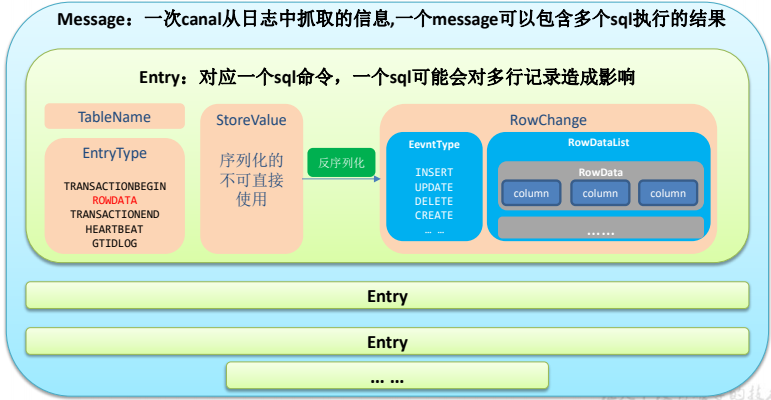 Message：一次canal从日志中抓取的信息,一个message可以包含多个sql执行的结果
Entry：对应一个sql命令，一个sql可能会对多行记录造成影响
TableName
EntryType
TRANSACTIONBEGIN
ROWDATA
TRANSACTIONEND
HEARTBEAT
GTIDLOG
StoreValue
序列化的
不可直接
使用
反序列化
RowChange
EevntType
INSERT
UPDATE
DELETE
CREATE
… …
RowDataList
RowData
column
column
column
……
Entry
Entry
… …